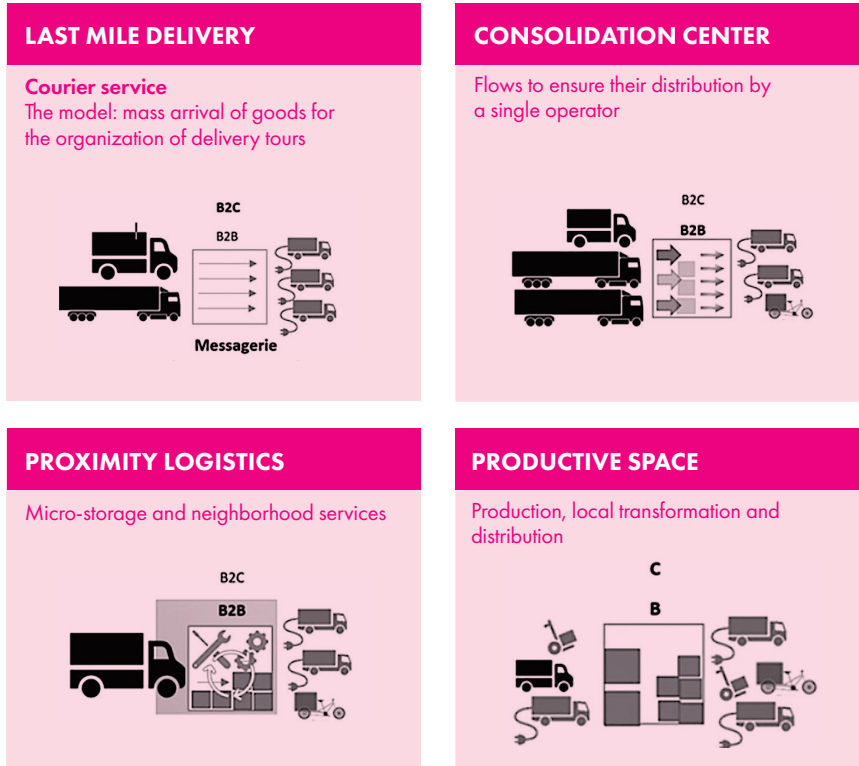 LAST MILE DELIVERY
Courier service
The model: mass arrival of goods for
the organization of delivery tours
B2C
B2B
Messagerie
CONSOLIDATION CENTER
Flows to ensure their distribution by
a single operator
B2C
B2B
PROXIMITY LOGISTICS
Micro-storage and neighborhood services
B2C
B2B
PRODUCTIVE SPACE
Production, local transformation and
distribution
C
B